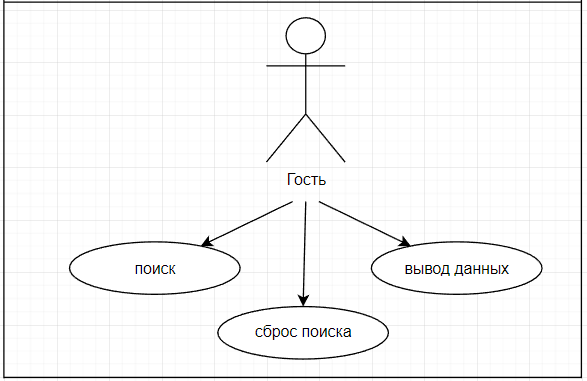 Гость
поиск
вывод данных
сброс поиска